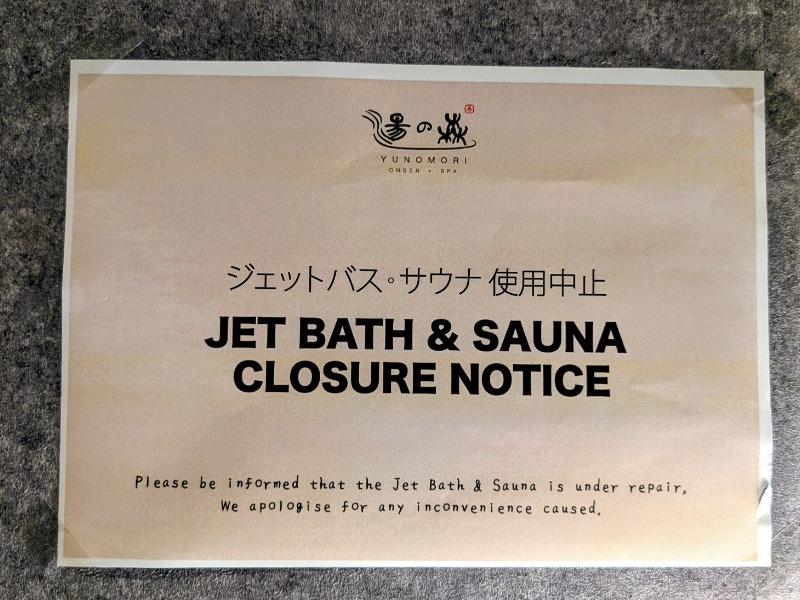 湯の森
YUNOMORI
ONSEN • SPA
ジェットバス・サウナ 使用中止
JET BATH & SAUNA
CLOSURE NOTICE
Please be informed that the Jet Bath & Sauna is under repair,
We apologise for any inconvenience caused.